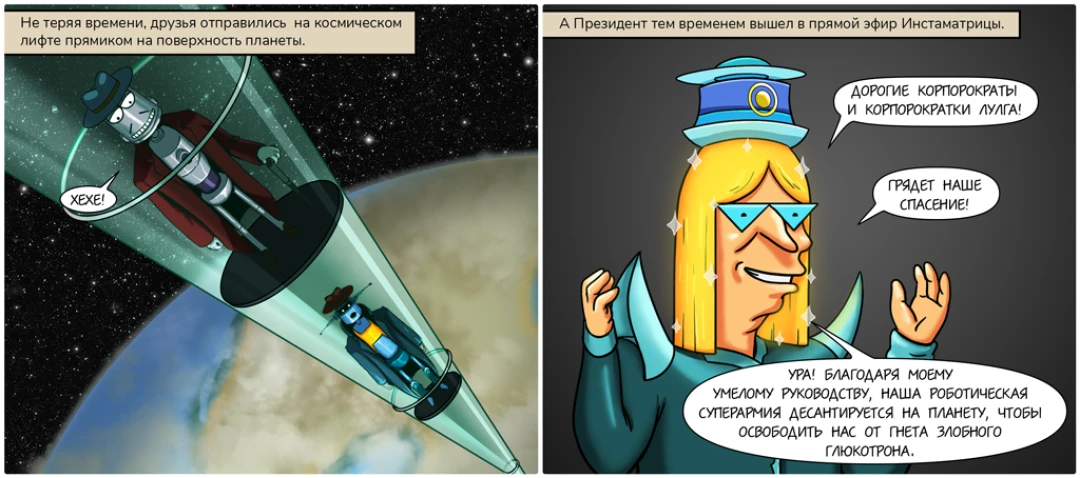 Не теряя времени, друзья отправились на космическом
лифте прямиком на поверхность планеты.
ХЕХЕ!
А Президент тем временем вышел в прямой эфир Инстаматрицы.
ДОРОГИЕ КОРПОРОКРАТЫ
И КОРПОРОКРАТКИ ЛУЛГА!
ГРЯДЕТ НАШЕ
СПАСЕНИЕ!
УРА! БЛАГОДАРЯ МОЕМУ
УМЕЛОМУ РУКОВОДСТВУ, НАША РОБОТИЧЕСКАЯ
СУПЕРАРМИЯ ДЕСАНТИРУЕТСЯ НА ПЛАНЕТУ, ЧТОБЫ
ОСВОБОДИТЬ НАС ОТ ГНЕТА ЗЛОБНОГО
ГЛЮКОТРОНА.